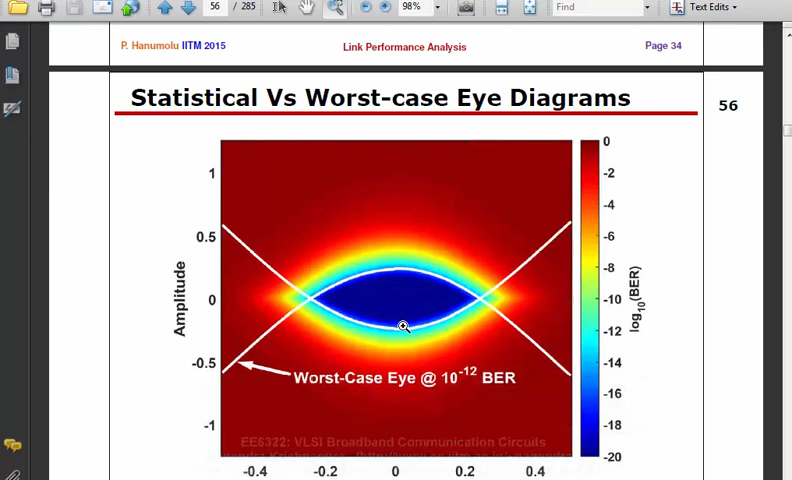 56 / 285
98%
Find
Text Edits
P. Hanumolu IITM 2015
Link Performance Analysis
Page 34
Statistical Vs Worst-case Eye Diagrams
56
1
0.5
0
-0.5
-1
Amplitude
-0.4 -0.2 0 0.2 0.4
Worst-Case Eye @ 10-12 BER
EE6322: VLSI Broadband Communication Circuits
0
-2
-4
-6
-8
-10
-12
-14
-16
-18
-20
log10(BER)